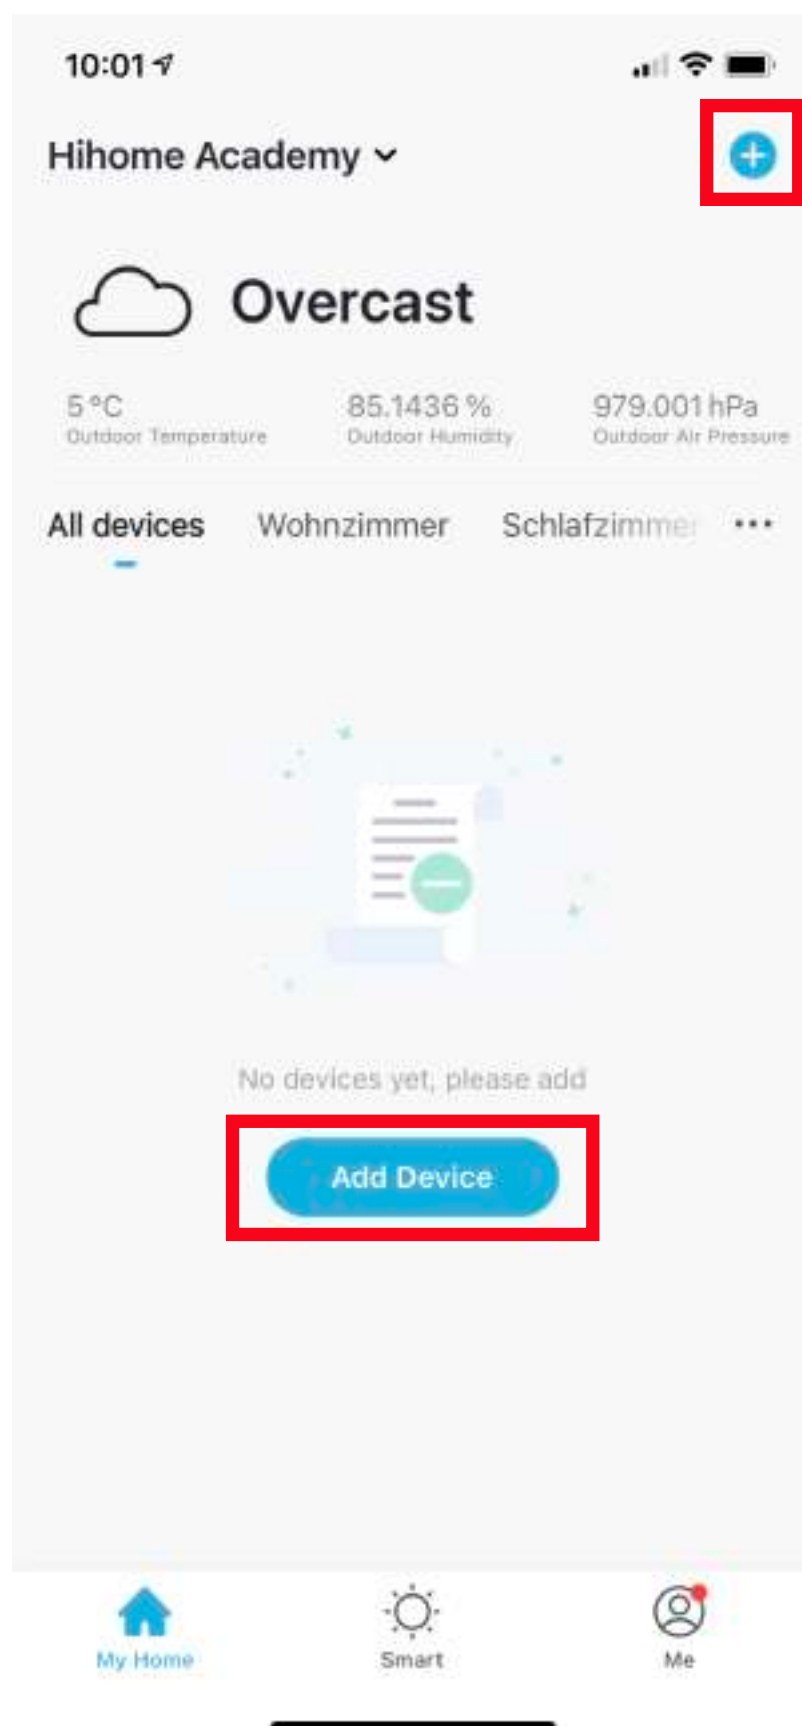 10:01
Hihome Academy
Overcast
5 °C 85.1436 % 979.001 hPa
Outdoor Temperature Outdoor Humidity Outdoor Air Pressure
All devices Wohnzimmer Schlafzimmer ...
No devices yet, please add
Add Device
My Home Smart Me